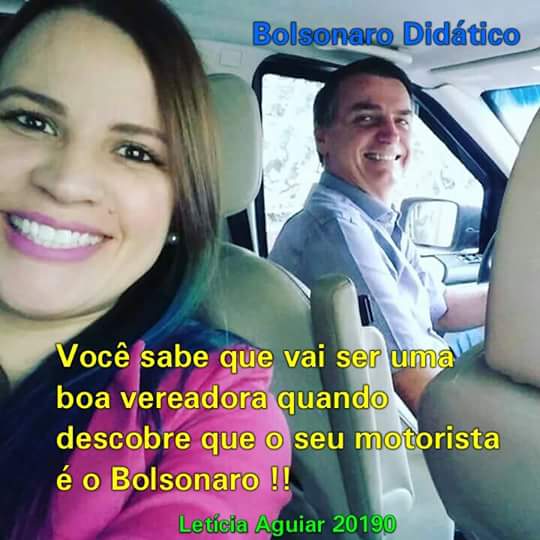 Bolsonaro Didático
Você sabe que vai ser uma
boa vereadora quando
descobre que o seu motorista
é o Bolsonaro !!
Letícia Aguiar 20190